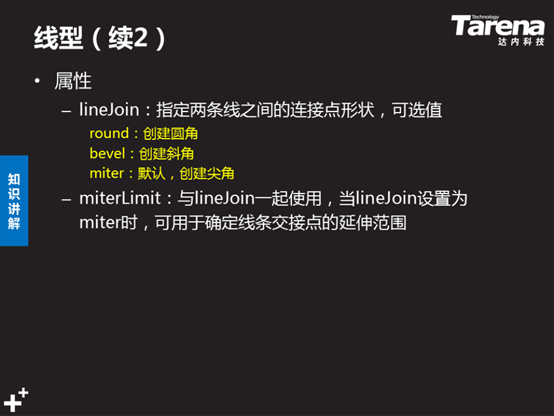 线型（续2）
Technology
Tarena
达内科技
• 属性
– lineJoin：指定两条线之间的连接点形状，可选值
round：创建圆角
bevel：创建斜角
miter：默认，创建尖角
– miterLimit：与lineJoin一起使用，当lineJoin设置为
miter时，可用于确定线条交接点的延伸范围
知
识
讲
解